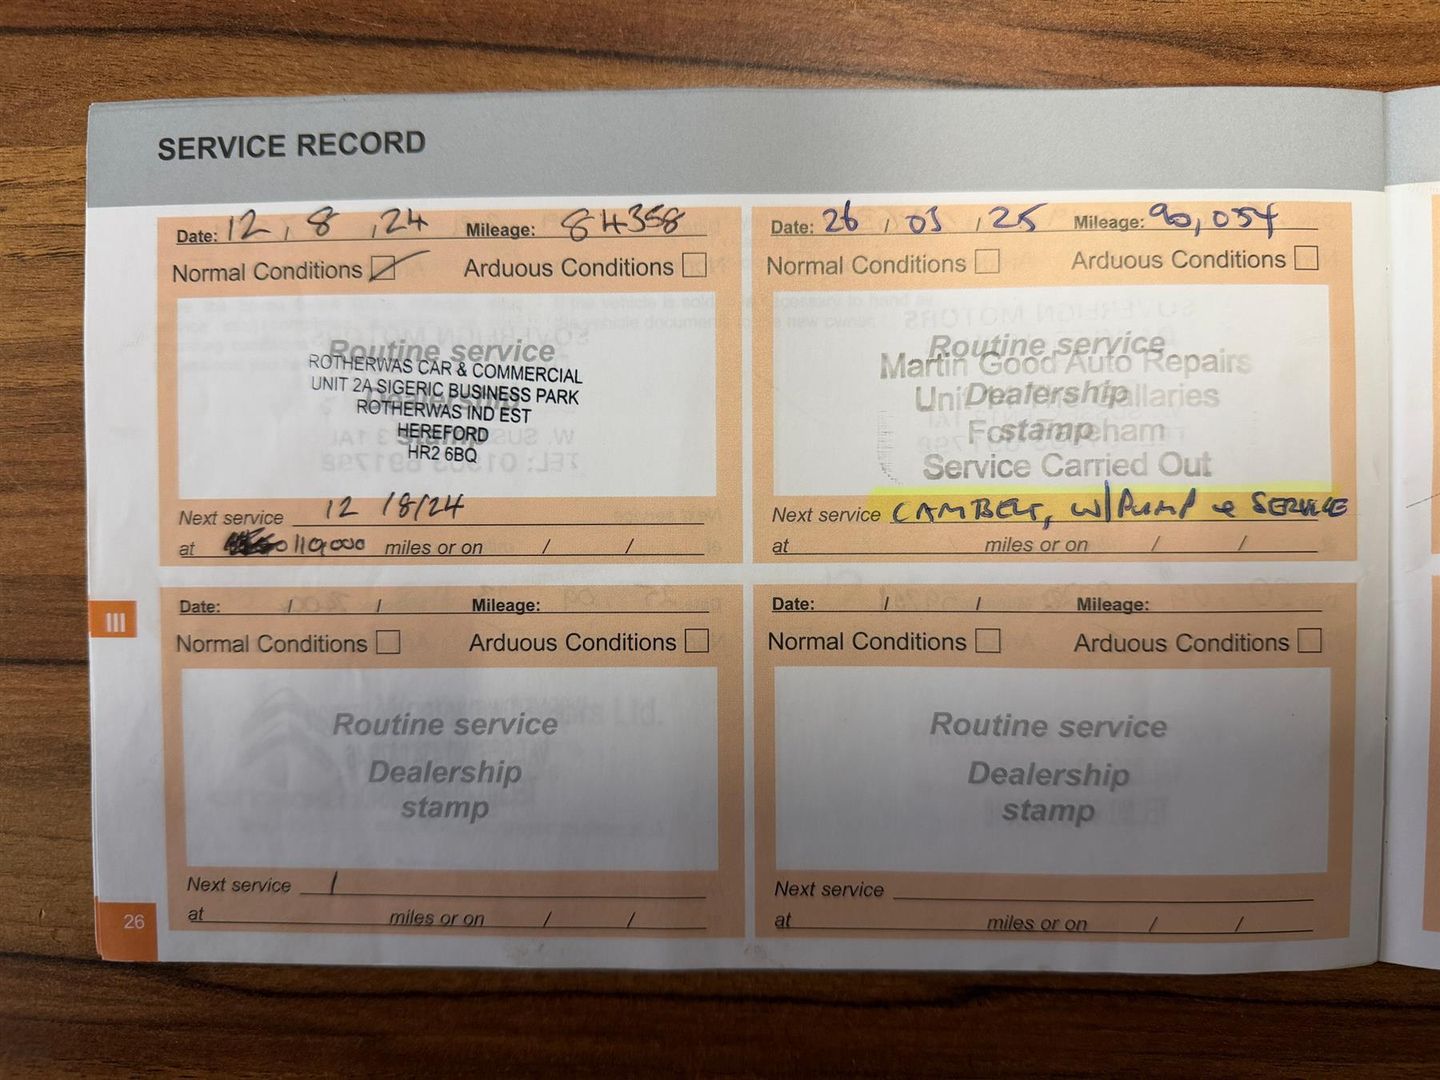 SERVICE RECORD
Date: 12 , 8 , 24 Mileage: 84358
Normal Conditions Arduous Conditions
Routine service
Dealership
stamp
ROTHERWAS CAR & COMMERCIAL
UNIT 2A SIGERIC BUSINESS PARK
ROTHERWAS IND EST
HEREFORD
HR2 6BQ
Next service 12 /8/24
at 110,000 miles or on / /
Date: 26 / 03 / 25 Mileage: 90,054
Normal Conditions Arduous Conditions
Routine service
Dealership
stamp
Martin Good Auto Repairs
Service Carried Out
Next service CAMBELT, W/PUMP & SERVICE
at miles or on / /
Date: / / Mileage:
Normal Conditions Arduous Conditions
Routine service
Dealership
stamp
Next service
at miles or on / /
Date: / / Mileage:
Normal Conditions Arduous Conditions
Routine service
Dealership
stamp
Next service
at miles or on / /
III
26